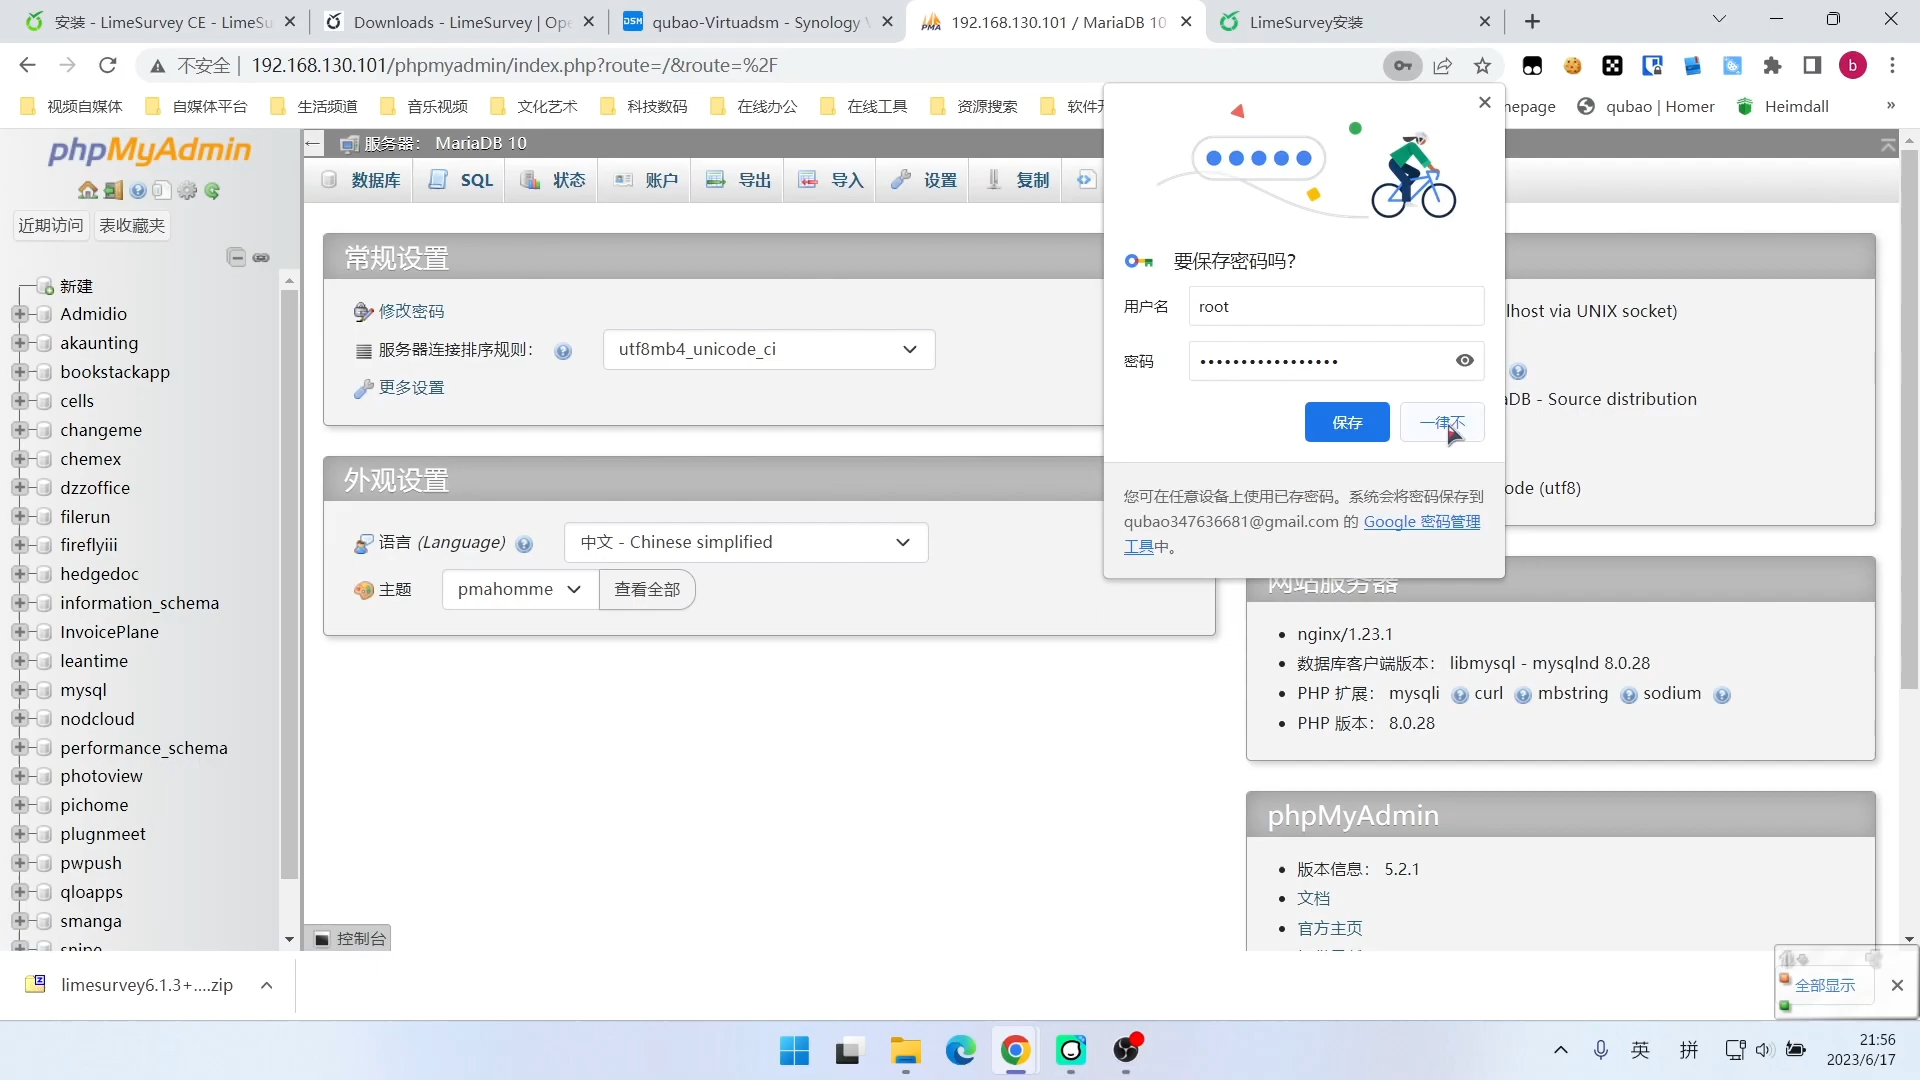 安装 - LimeSurvey CE - LimeSu
Downloads - LimeSurvey | Ope
DSM qubao-Virtuadsm - Synology V
PMA 192.168.130.101 / MariaDB 10
LimeSurvey安装
不安全 | 192.168.130.101/phpmyadmin/index.php?route=/&route=%2F
b
视频自媒体
自媒体平台
生活频道
音乐视频
文化艺术
科技数码
在线办公
在线工具
资源搜索
软件开
nepage
qubao | Homer
Heimdall
»
phpMyAdmin
近期访问
表收藏夹
新建
Admidio
akaunting
bookstackapp
cells
changeme
chemex
dzzoffice
filerun
fireflyiii
hedgedoc
information_schema
InvoicePlane
leantime
mysql
nodcloud
performance_schema
photoview
pichome
plugnmeet
pwpush
qloapps
smanga
snipe
服务器： MariaDB 10
数据库
SQL
状态
账户
导出
导入
设置
复制
常规设置
修改密码
服务器连接排序规则：
utf8mb4_unicode_ci
更多设置
外观设置
语言 (Language)
中文 - Chinese simplified
主题
pmahomme
查看全部
控制台
要保存密码吗？
用户名
root
密码
•••••••••••••••••
保存
一律不
您可在任意设备上使用已存密码。系统会将密码保存到
qubao347636681@gmail.com 的 Google 密码管理
工具中。
lhost via UNIX socket)
aDB - Source distribution
ode (utf8)
网站服务器
nginx/1.23.1
数据库客户端版本： libmysql - mysqlnd 8.0.28
PHP 扩展： mysqli curl mbstring sodium
PHP 版本： 8.0.28
phpMyAdmin
版本信息： 5.2.1
文档
官方主页
limesurvey6.1.3+....zip
全部显示
英
拼
21:56
2023/6/17